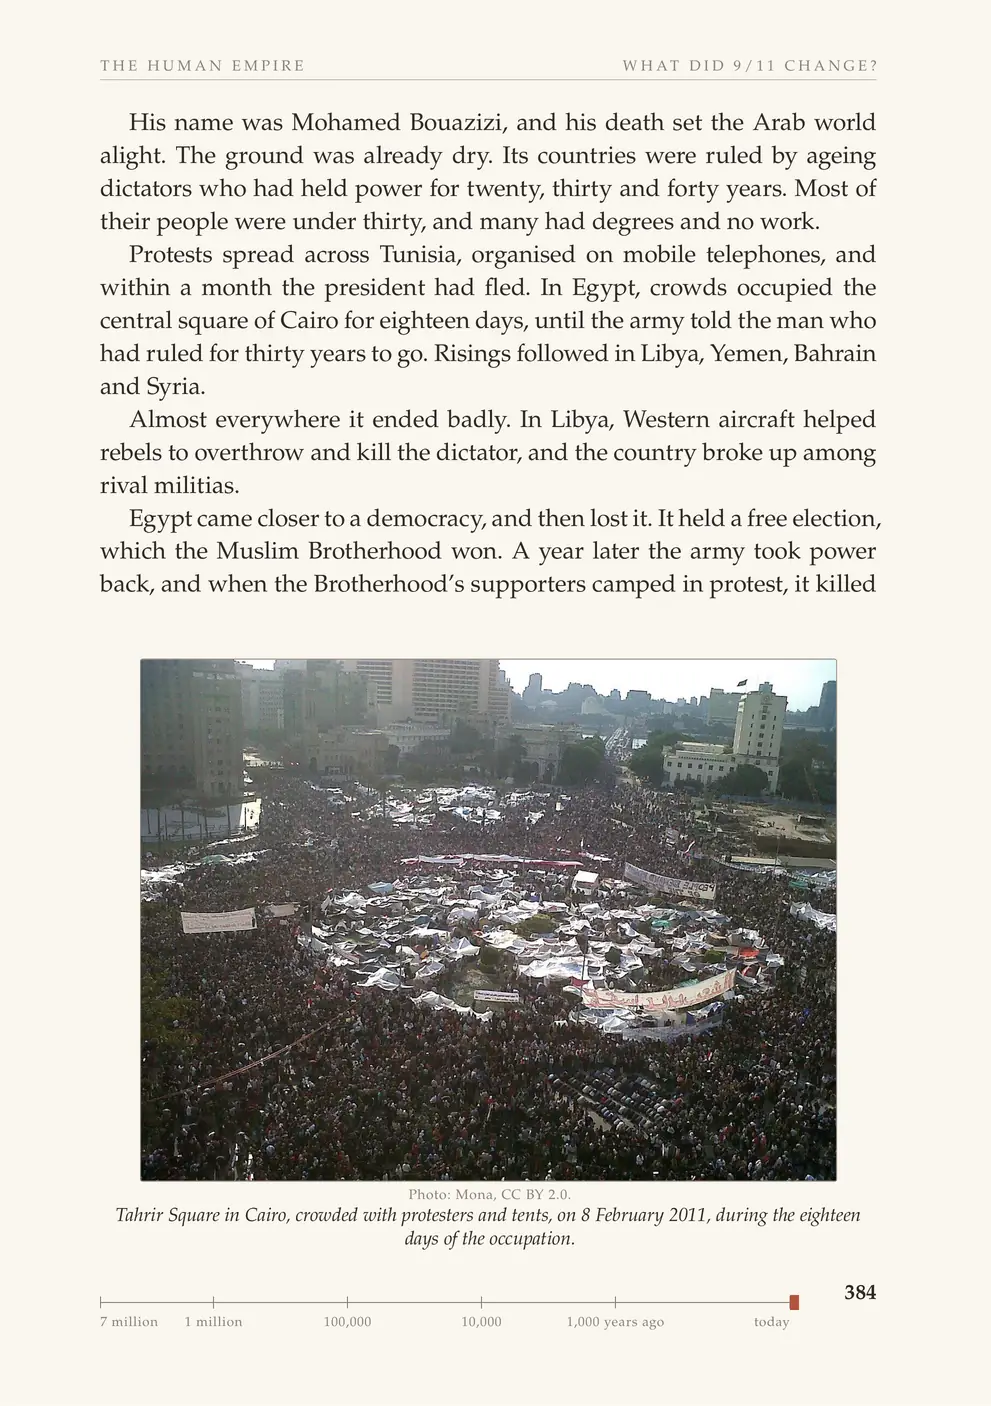 THE HUMAN EMPIRE
WHAT DID 9/11 CHANGE?
His name was Mohamed Bouazizi, and his death set the Arab world
alight. The ground was already dry. Its countries were ruled by ageing
dictators who had held power for twenty, thirty and forty years. Most of
their people were under thirty, and many had degrees and no work.
Protests spread across Tunisia, organised on mobile telephones, and
within a month the president had fled. In Egypt, crowds occupied the
central square of Cairo for eighteen days, until the army told the man who
had ruled for thirty years to go. Risings followed in Libya, Yemen, Bahrain
and Syria.
Almost everywhere it ended badly. In Libya, Western aircraft helped
rebels to overthrow and kill the dictator, and the country broke up among
rival militias.
Egypt came closer to a democracy, and then lost it. It held a free election,
which the Muslim Brotherhood won. A year later the army took power
back, and when the Brotherhood's supporters camped in protest, it killed
Photo: Mona, CC BY 2.0.
Tahrir Square in Cairo, crowded with protesters and tents, on 8 February 2011, during the eighteen
days of the occupation.
384
7 million 1 million 100,000 10,000 1,000 years ago today